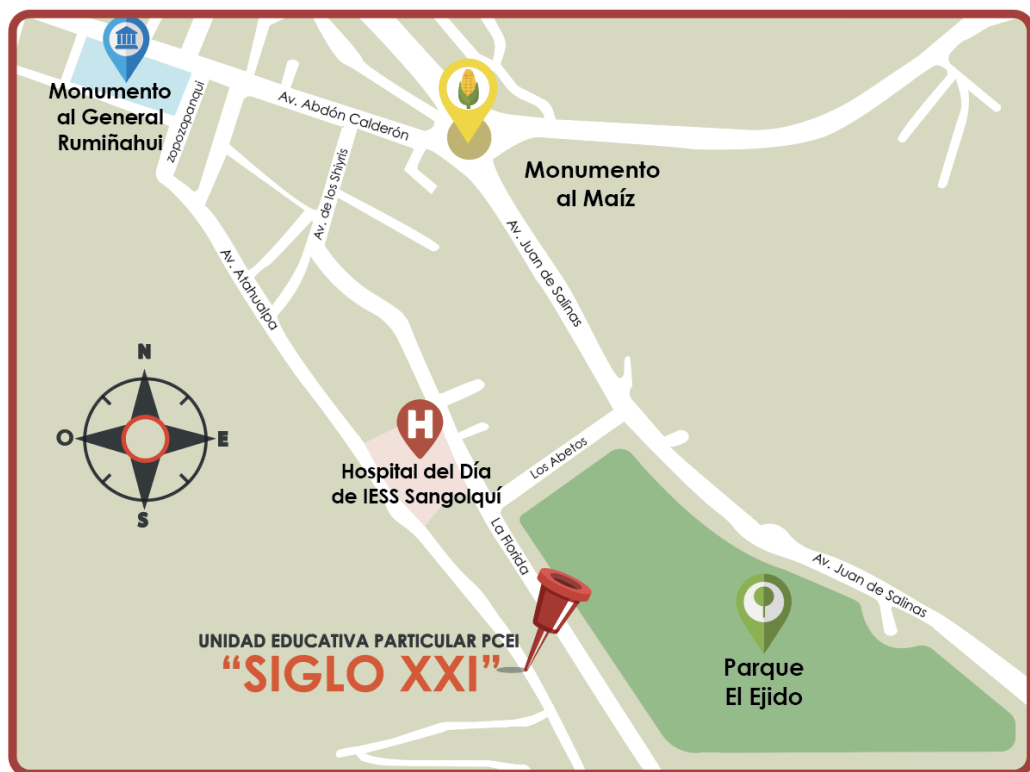 Monumento
al General
Rumiñahui
zopozopanqui
Av. Abdón Calderón
Monumento
al Maíz
Av. de los Shiyris
Av. Juan de Salinas
Av. Atahualpa
N
O
E
S
H
Hospital del Día
de IESS Sangolquí
Los Abetos
La Florida
Av. Juan de Salinas
UNIDAD EDUCATIVA PARTICULAR PCEI
“SIGLO XXI”
Parque
El Ejido